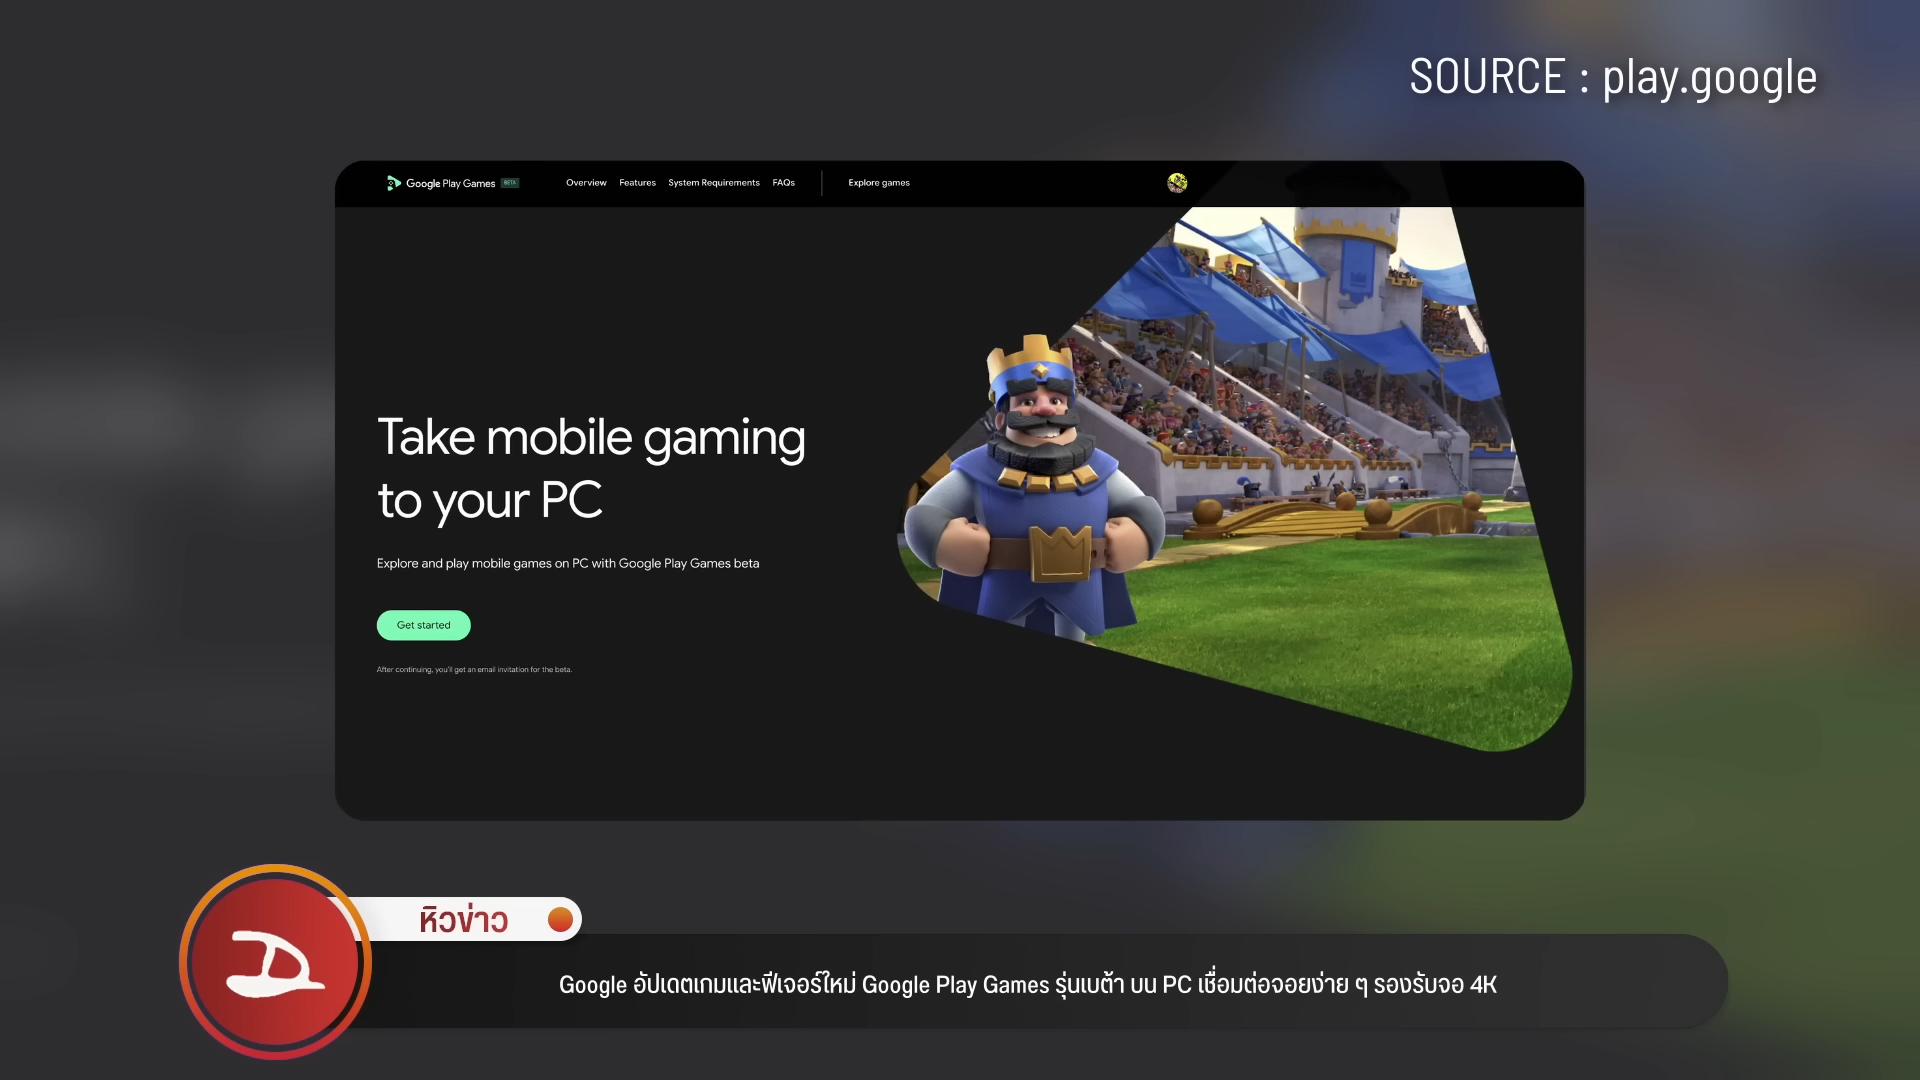 SOURCE : play.google
Google Play Games BETA
Overview Features System Requirements FAQs Explore games
Take mobile gaming
to your PC
Explore and play mobile games on PC with Google Play Games beta
Get started
After continuing, you'll get an email invitation for the beta.
หิวข่าว
Google อัปเดตเกมและฟีเจอร์ใหม่ Google Play Games รุ่นเบต้า บน PC เชื่อมต่อจอยง่าย ๆ รองรับจอ 4K